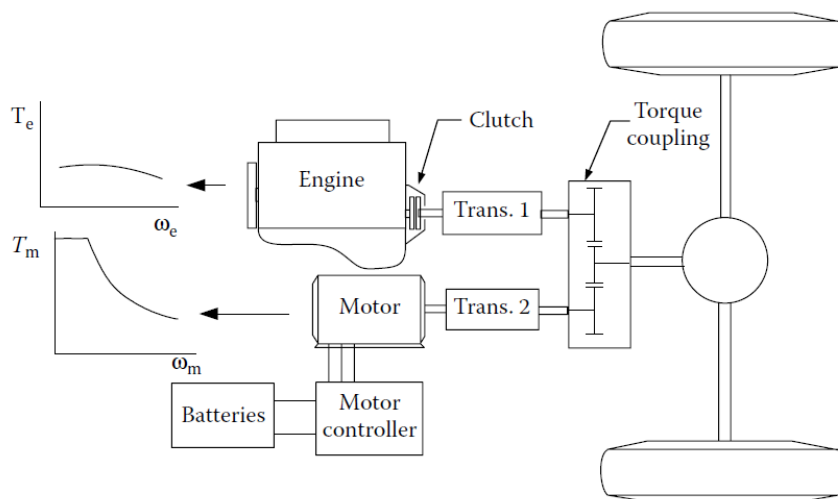 Tₑ
ωₑ
Engine
Clutch
Torque
coupling
Trans. 1
Tₘ
ωₘ
Motor
Trans. 2
Batteries
Motor
controller